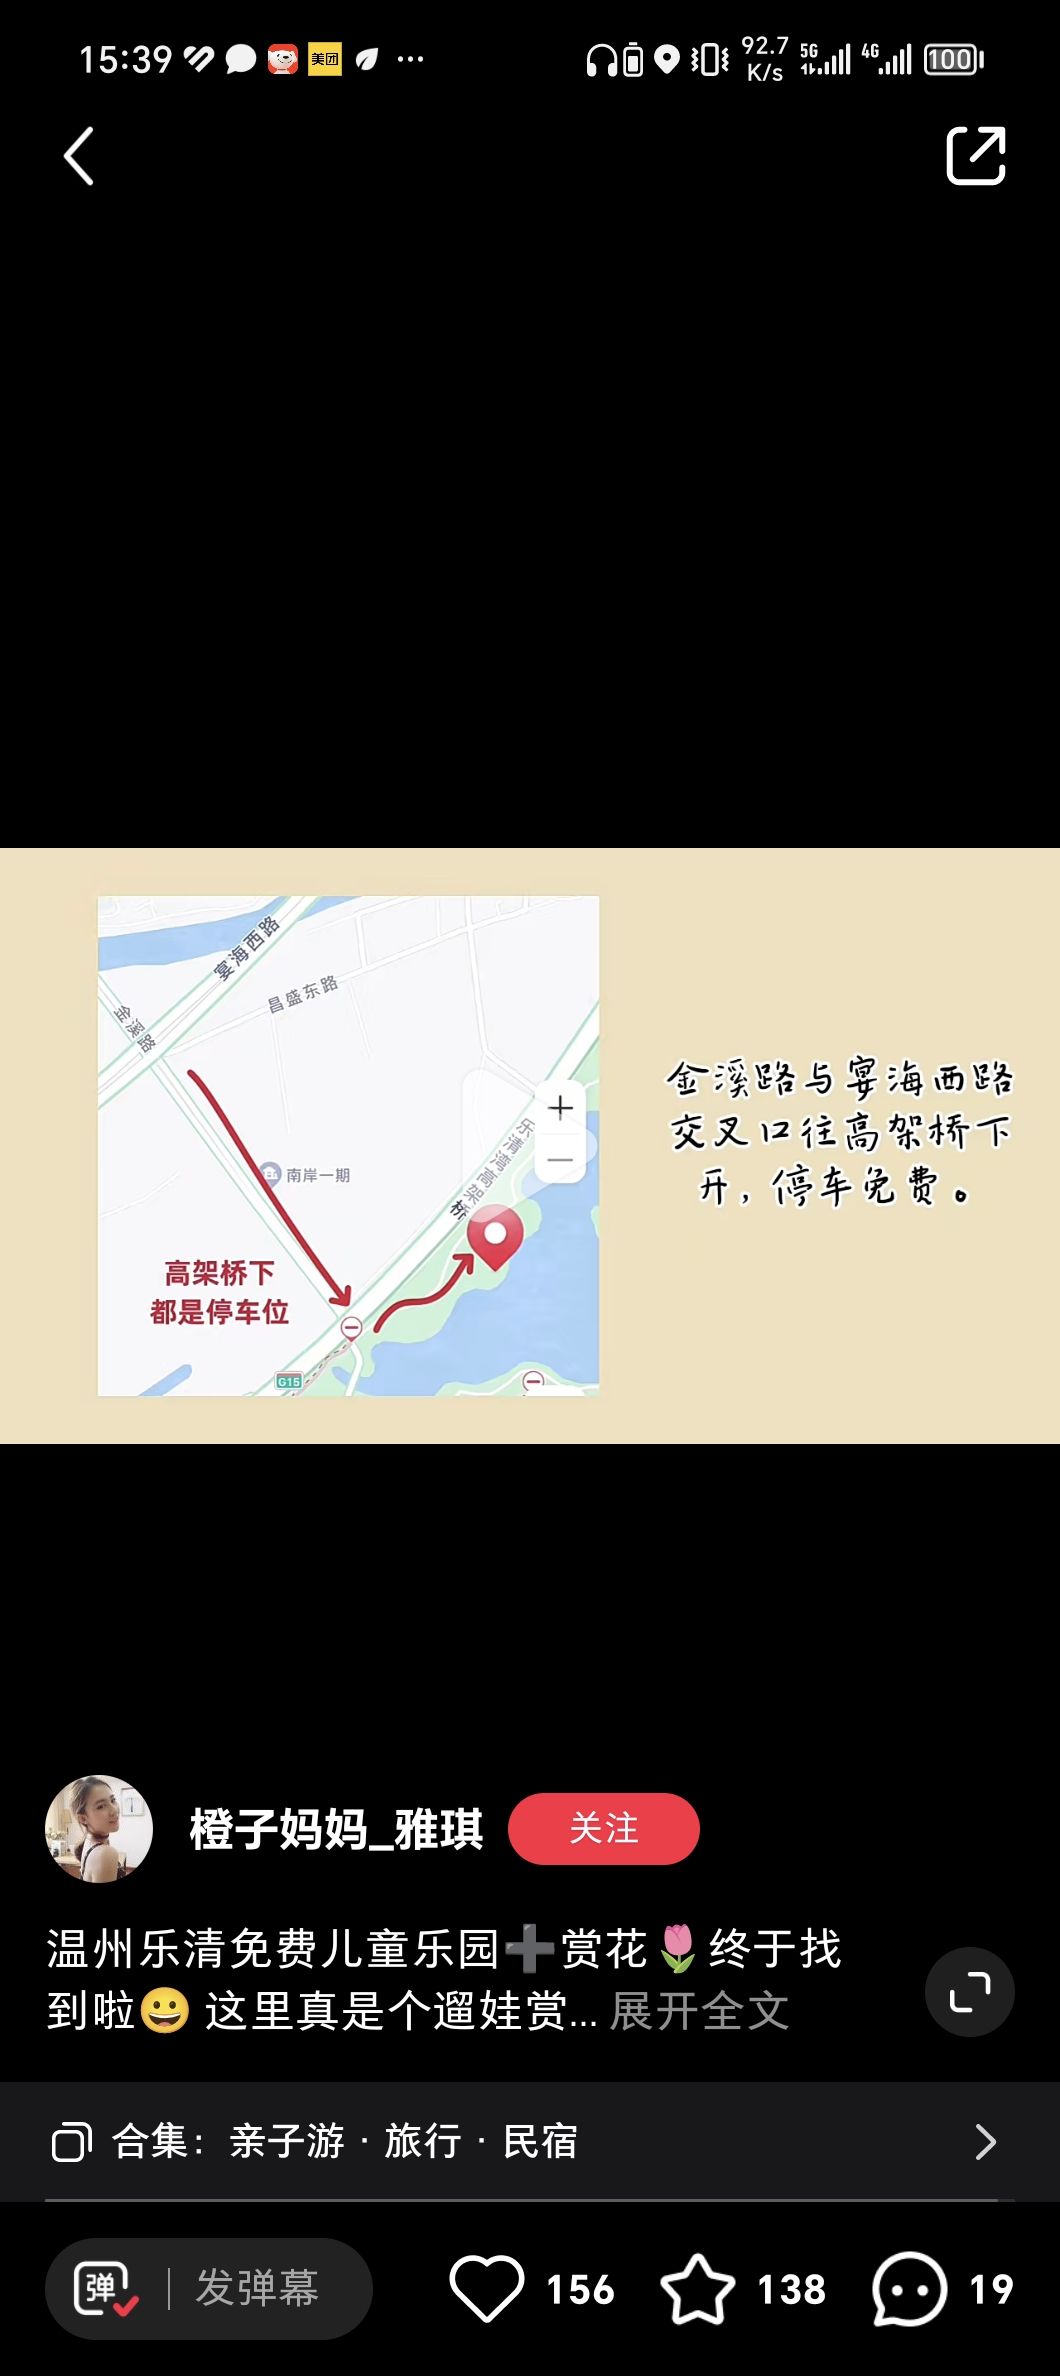 15:39
美团
92.7
K/s
5G
4G
100
宴海西路
昌盛东路
金溪路
南岸一期
乐清湾高架桥
高架桥下
都是停车位
G15
金溪路与宴海西路
交叉口往高架桥下
开，停车免费。
橙子妈妈_雅琪
关注
温州乐清免费儿童乐园➕赏花🌷终于找
到啦😀 这里真是个遛娃赏... 展开全文
合集：亲子游 · 旅行 · 民宿
弹
发弹幕
156
138
19